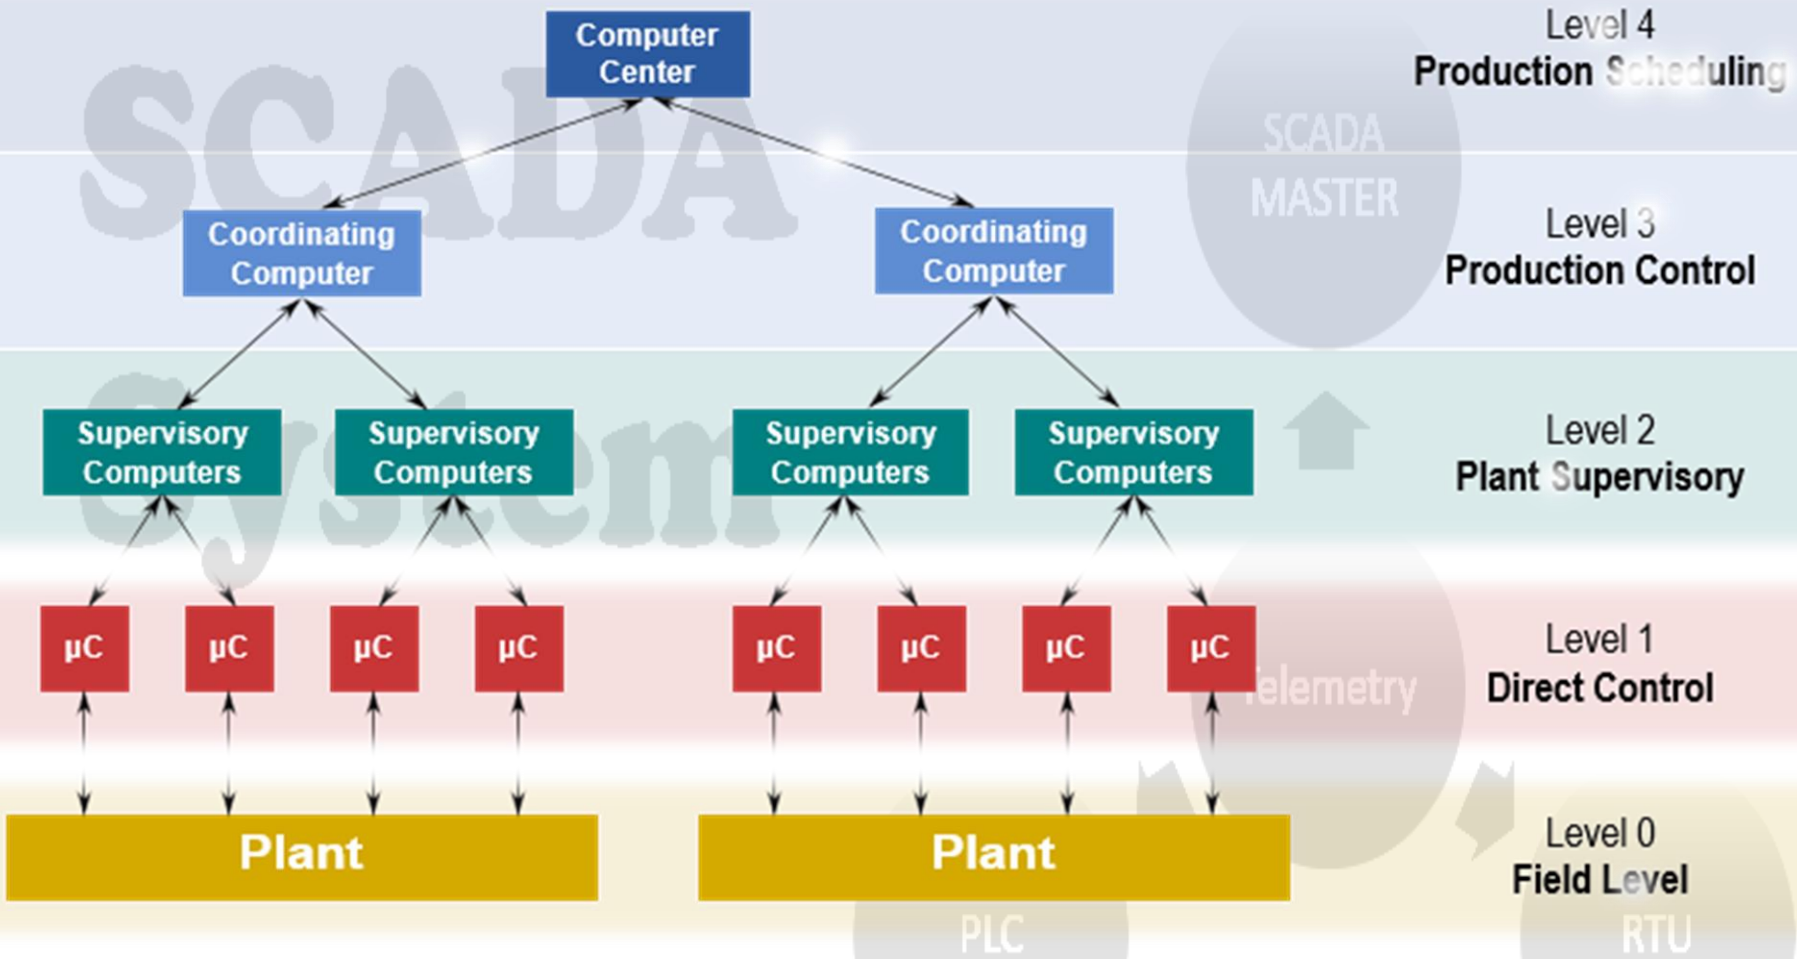 SCADA
System
Computer
Center
Level 4
Production Scheduling
SCADA
MASTER
Coordinating
Computer
Coordinating
Computer
Level 3
Production Control
Supervisory
Computers
Supervisory
Computers
Supervisory
Computers
Supervisory
Computers
Level 2
Plant Supervisory
µC
µC
µC
µC
µC
µC
µC
µC
Telemetry
Level 1
Direct Control
Plant
Plant
Level 0
Field Level
PLC
RTU